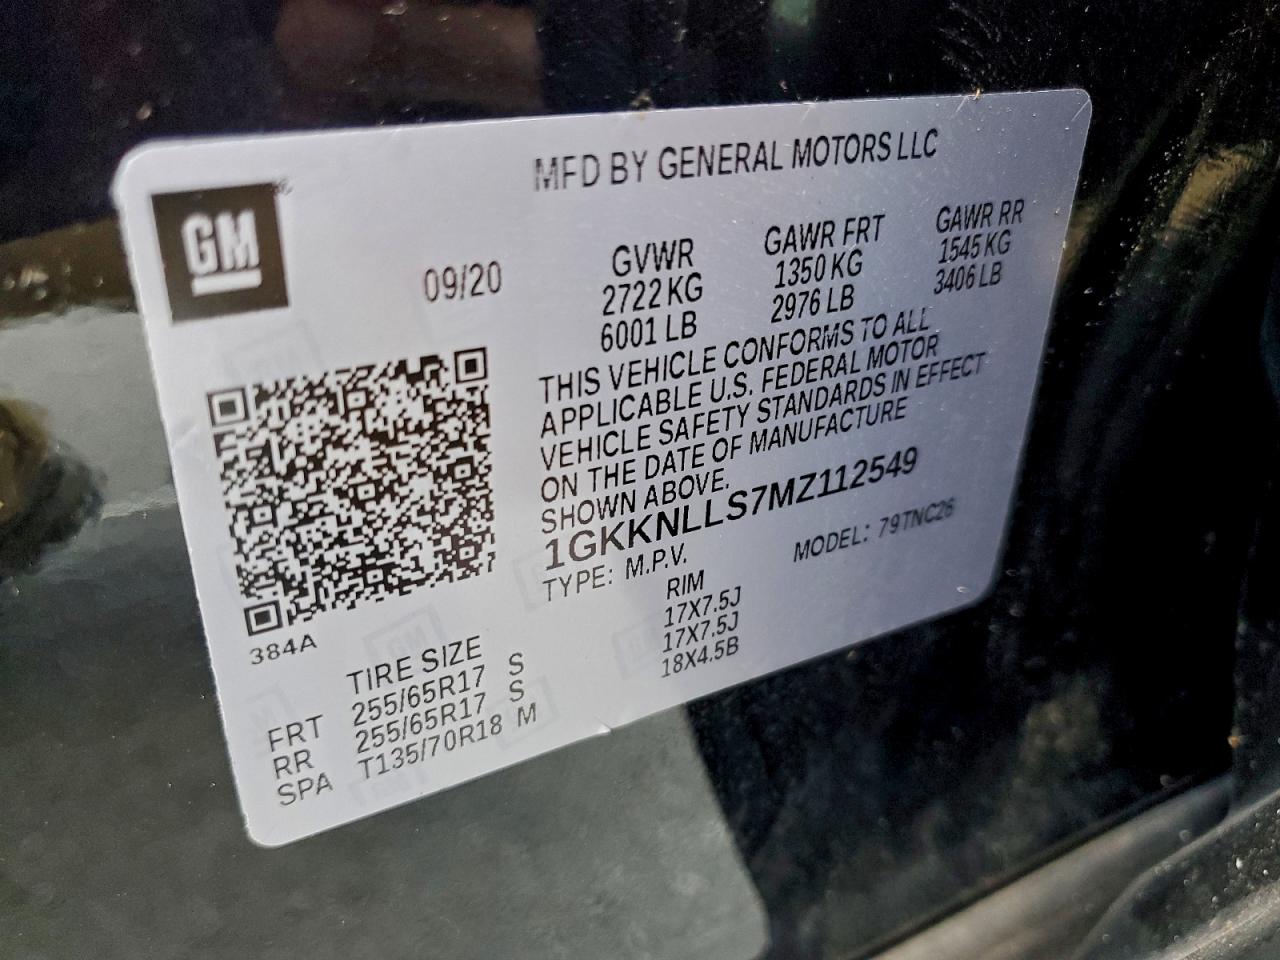 GM
MFD BY GENERAL MOTORS LLC
09/20
GVWR GAWR FRT GAWR RR
2722 KG 1350 KG 1545 KG
6001 LB 2976 LB 3406 LB
THIS VEHICLE CONFORMS TO ALL
APPLICABLE U.S. FEDERAL MOTOR
VEHICLE SAFETY STANDARDS IN EFFECT
ON THE DATE OF MANUFACTURE
SHOWN ABOVE.
1GKKNLLS7MZ112549
TYPE: M.P.V. MODEL: 79TNC26
384A
TIRE SIZE RIM
FRT 255/65R17 S 17X7.5J
RR 255/65R17 S 17X7.5J
SPA T135/70R18 M 18X4.5B